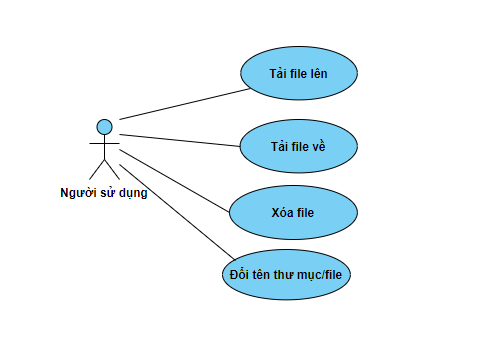 Tải file lên
Tải file về
Người sử dụng
Xóa file
Đổi tên thư mục/file